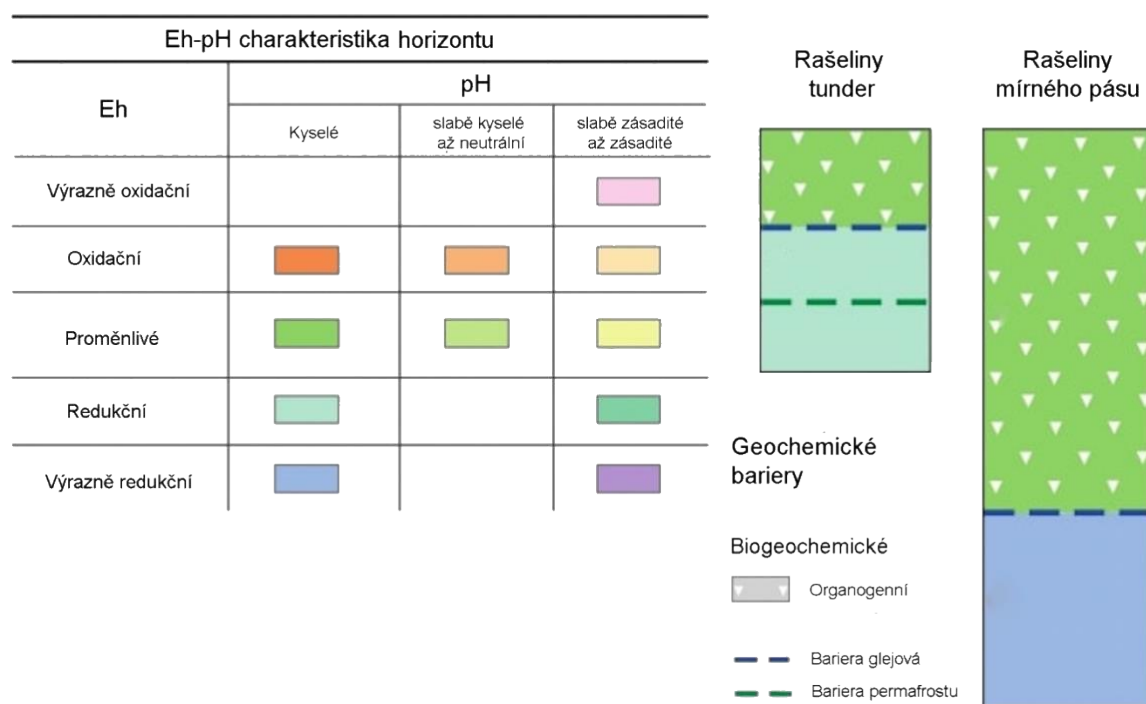 Eh-pH charakteristika horizontu
Eh
pH
Kyselé
slabě kyselé
až neutrální
slabě zásadité
až zásadité
Výrazně oxidační
Oxidační
Proměnlivé
Redukční
Výrazně redukční
Rašeliny
tunder
Rašeliny
mírného pásu
Geochemické
bariery
Biogeochemické
Organogenní
Bariera glejová
Bariera permafrostu